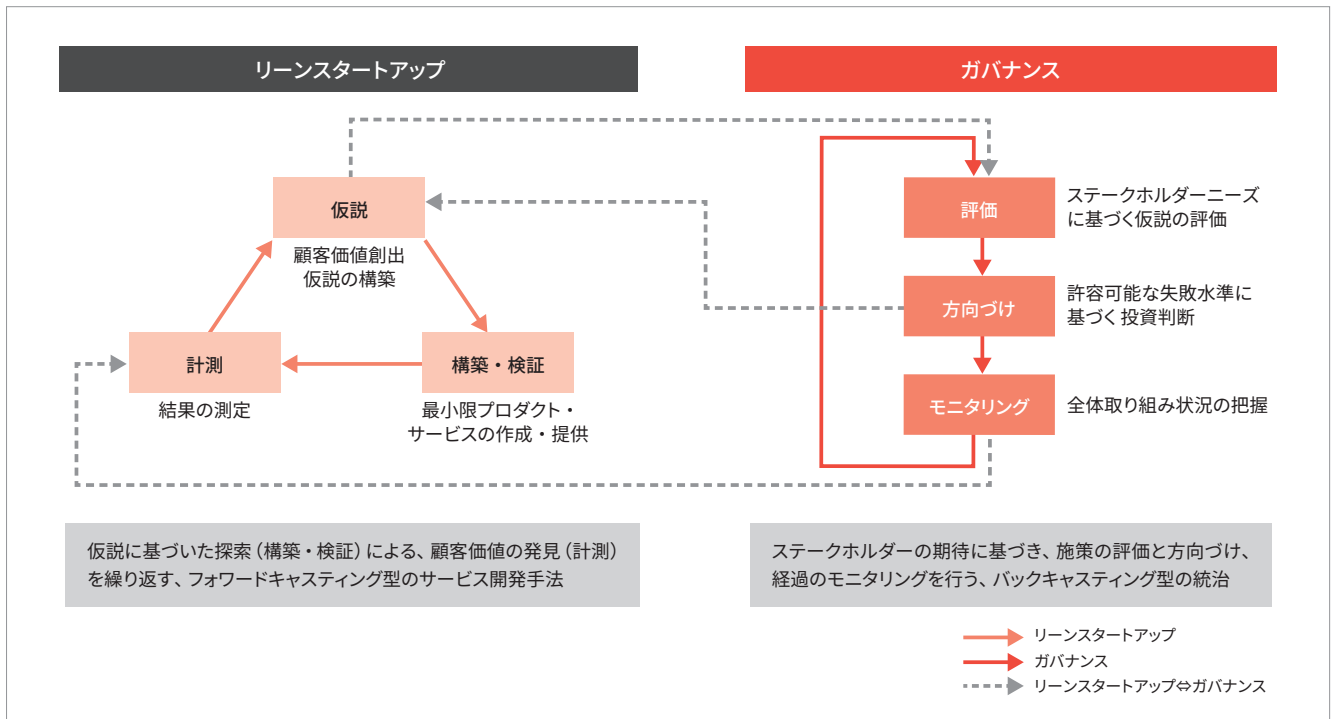 リーンスタートアップ
ガバナンス
仮説
顧客価値創出
仮説の構築
計測
結果の測定
構築・検証
最小限プロダクト・
サービスの作成・提供
評価
ステークホルダーニーズ
に基づく仮説の評価
方向づけ
許容可能な失敗水準に
基づく投資判断
モニタリング
全体取り組み状況の把握
仮説に基づいた探索（構築・検証）による、顧客価値の発見（計測）
を繰り返す、フォワードキャスティング型のサービス開発手法
ステークホルダーの期待に基づき、施策の評価と方向づけ、
経過のモニタリングを行う、バックキャスティング型の統治
リーンスタートアップ
ガバナンス
リーンスタートアップ⇔ガバナンス